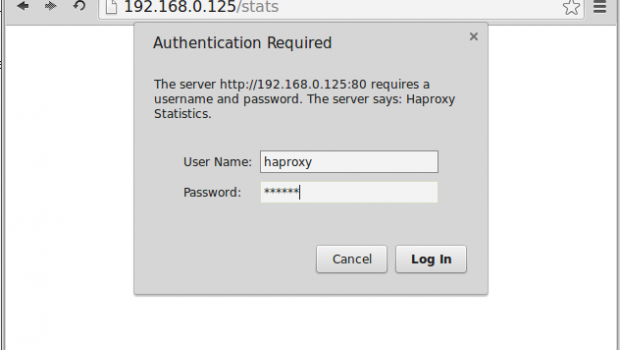 192.168.0.125/stats
Authentication Required
The server http://192.168.0.125:80 requires a
username and password. The server says: Haproxy
Statistics.
User Name: haproxy
Password: ******
Cancel Log In